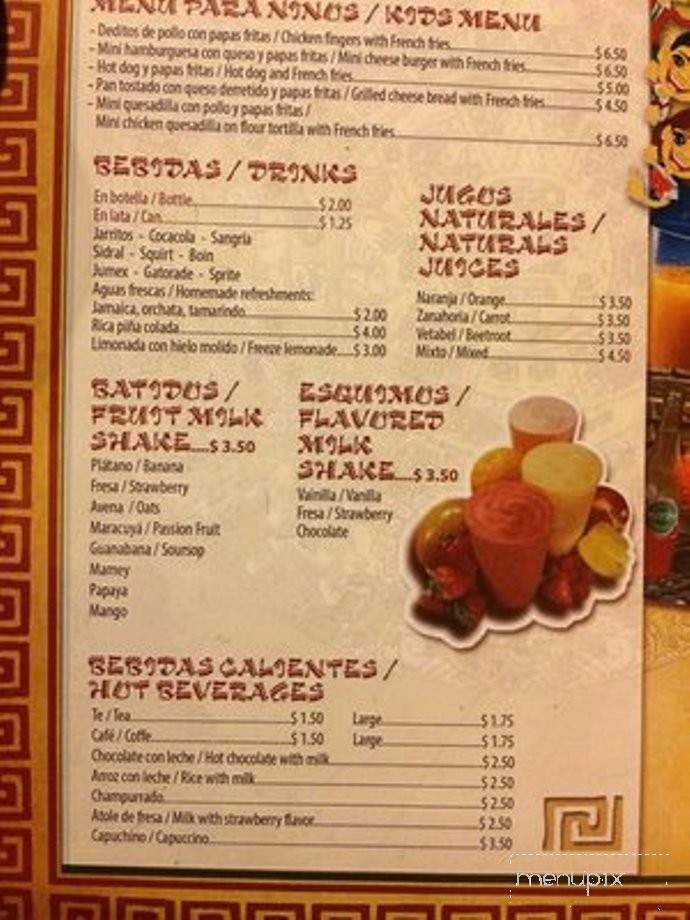 MENU PARA NINOS / KIDS MENU
- Deditos de pollo con papas fritas / Chicken fingers with French fries $ 6.50
- Mini hamburguesa con queso y papas fritas / Mini cheese burger with French fries $ 6.50
- Hot dog y papas fritas / Hot dog and French fries $ 5.00
- Pan tostado con queso derretido y papas fritas / Grilled cheese bread with French fries $ 4.50
- Mini quesadilla con pollo y papas fritas /
Mini chicken quesadilla on flour tortilla with French fries $ 6.50
BEBIDAS / DRINKS
En botella / Bottle $ 2.00
En lata / Can $ 1.25
Jarritos - Cocacola - Sangria
Sidral - Squirt - Boin
Jumex - Gatorade - Sprite
Aguas frescas / Homemade refreshments:
Jamaica, orchata, tamarindo $ 2.00
Rica piña colada $ 4.00
Limonada con hielo molido / Freeze lemonade $ 3.00
JUGOS
NATURALES /
NATURALS
JUICES
Naranja / Orange $ 3.50
Zanahoria / Carrot $ 3.50
Vetabel / Beetroot $ 3.50
Mixto / Mixed $ 4.50
BATIDOS /
FRUIT MILK
SHAKE....$ 3.50
Plátano / Banana
Fresa / Strawberry
Avena / Oats
Maracuyá / Passion Fruit
Guanabana / Soursop
Mamey
Papaya
Mango
ESQUIMOS /
FLAVORED
MILK
SHAKE....$ 3.50
Vainilla / Vanilla
Fresa / Strawberry
Chocolate
BEBIDAS CALIENTES /
HOT BEVERAGES
Te / Tea $ 1.50 Large $ 1.75
Café / Coffe $ 1.50 Large $ 1.75
Chocolate con leche / Hot chocolate with milk $ 2.50
Arroz con leche / Rice with milk $ 2.50
Champurrado $ 2.50
Atole de fresa / Milk with strawberry flavor $ 2.50
Capuchino / Capuccino $ 3.50
menupix